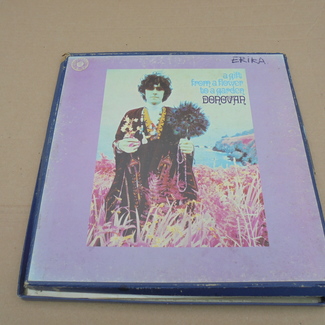 ERIKA
a gift
from a flower
to a garden
DONOVAN